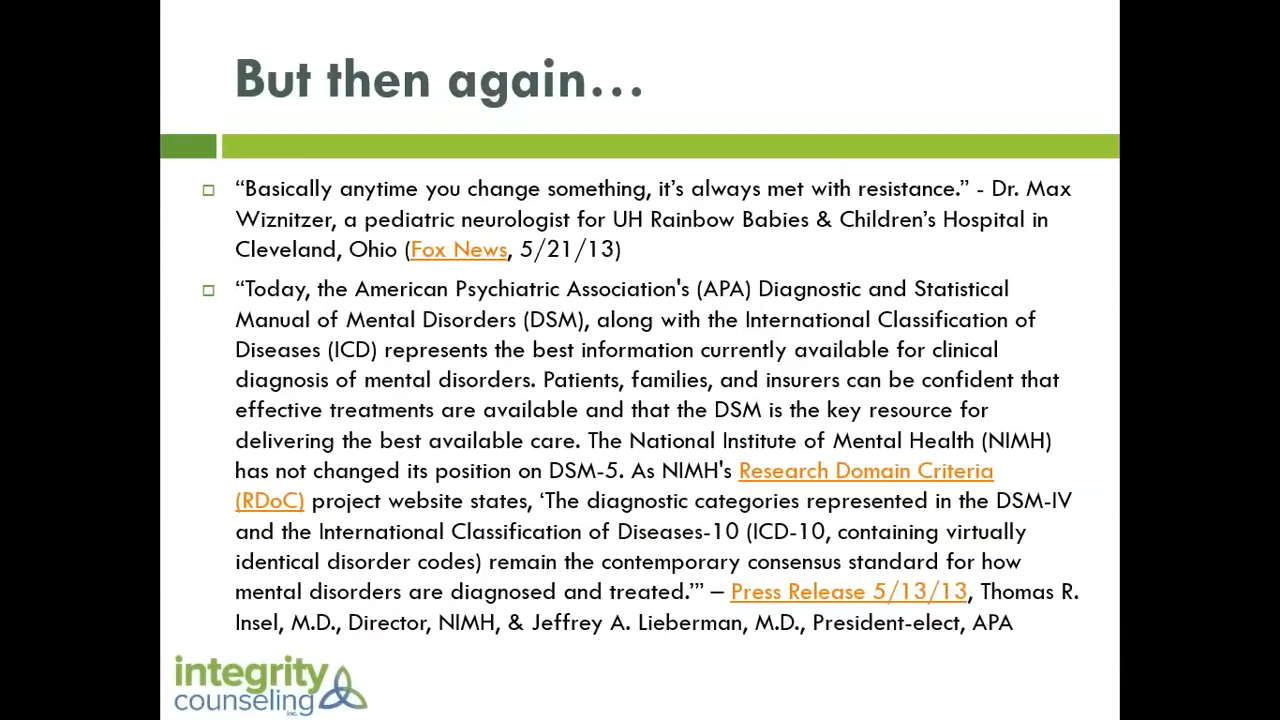 But then again…
“Basically anytime you change something, it’s always met with resistance.” - Dr. Max
Wiznitzer, a pediatric neurologist for UH Rainbow Babies & Children’s Hospital in
Cleveland, Ohio (Fox News, 5/21/13)
“Today, the American Psychiatric Association's (APA) Diagnostic and Statistical
Manual of Mental Disorders (DSM), along with the International Classification of
Diseases (ICD) represents the best information currently available for clinical
diagnosis of mental disorders. Patients, families, and insurers can be confident that
effective treatments are available and that the DSM is the key resource for
delivering the best available care. The National Institute of Mental Health (NIMH)
has not changed its position on DSM-5. As NIMH's Research Domain Criteria
(RDoC) project website states, ‘The diagnostic categories represented in the DSM-IV
and the International Classification of Diseases-10 (ICD-10, containing virtually
identical disorder codes) remain the contemporary consensus standard for how
mental disorders are diagnosed and treated.’” – Press Release 5/13/13, Thomas R.
Insel, M.D., Director, NIMH, & Jeffrey A. Lieberman, M.D., President-elect, APA
integrity
counseling
inc.